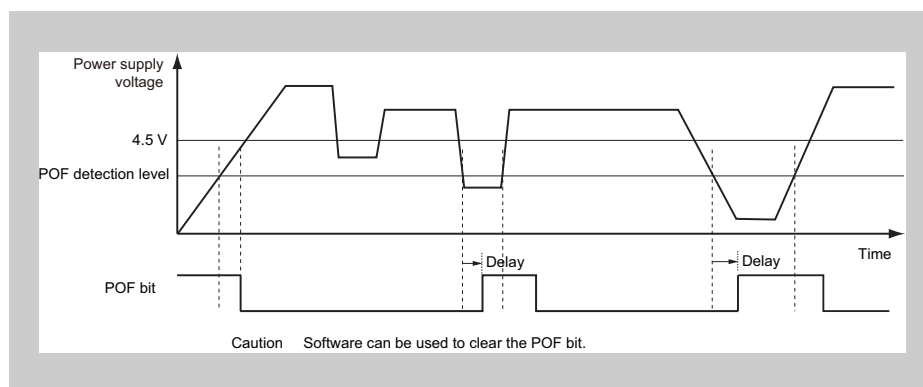 Power supply
voltage
4.5 V
POF detection level
Time
Delay
Delay
POF bit
Caution Software can be used to clear the POF bit.